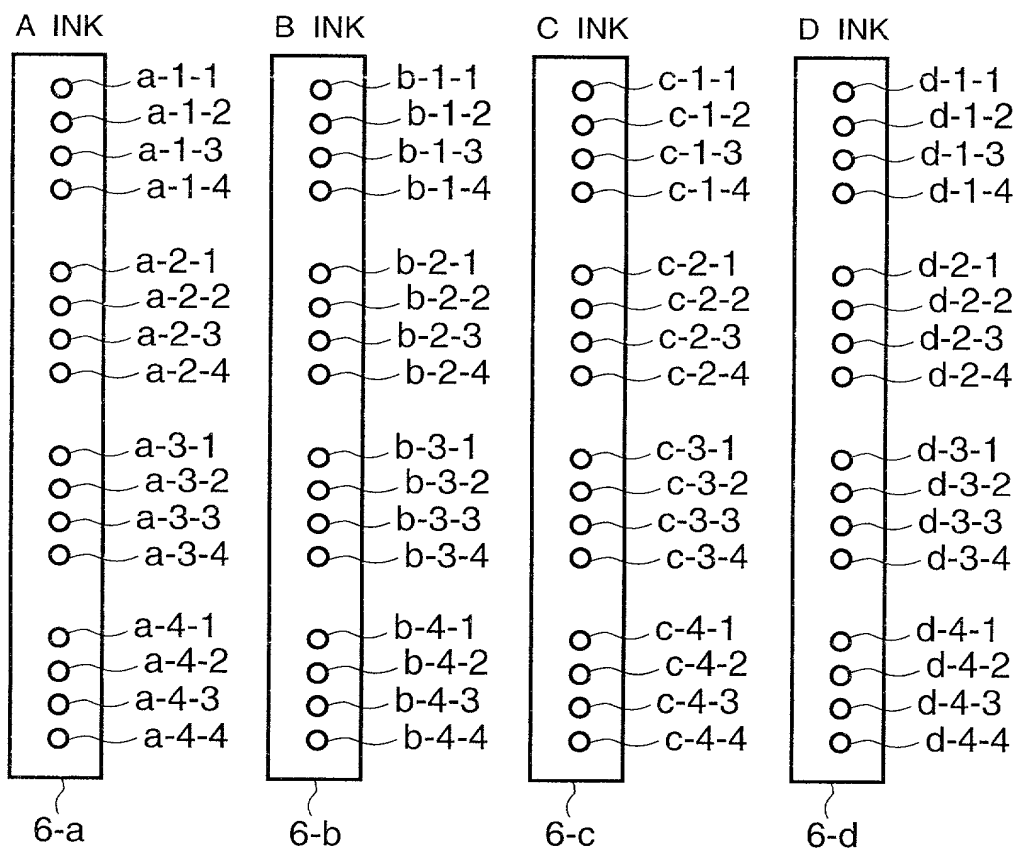 A INK B INK C INK D INK
a-1-1 b-1-1 c-1-1 d-1-1
a-1-2 b-1-2 c-1-2 d-1-2
a-1-3 b-1-3 c-1-3 d-1-3
a-1-4 b-1-4 c-1-4 d-1-4
a-2-1 b-2-1 c-2-1 d-2-1
a-2-2 b-2-2 c-2-2 d-2-2
a-2-3 b-2-3 c-2-3 d-2-3
a-2-4 b-2-4 c-2-4 d-2-4
a-3-1 b-3-1 c-3-1 d-3-1
a-3-2 b-3-2 c-3-2 d-3-2
a-3-3 b-3-3 c-3-3 d-3-3
a-3-4 b-3-4 c-3-4 d-3-4
a-4-1 b-4-1 c-4-1 d-4-1
a-4-2 b-4-2 c-4-2 d-4-2
a-4-3 b-4-3 c-4-3 d-4-3
a-4-4 b-4-4 c-4-4 d-4-4
6-a 6-b 6-c 6-d